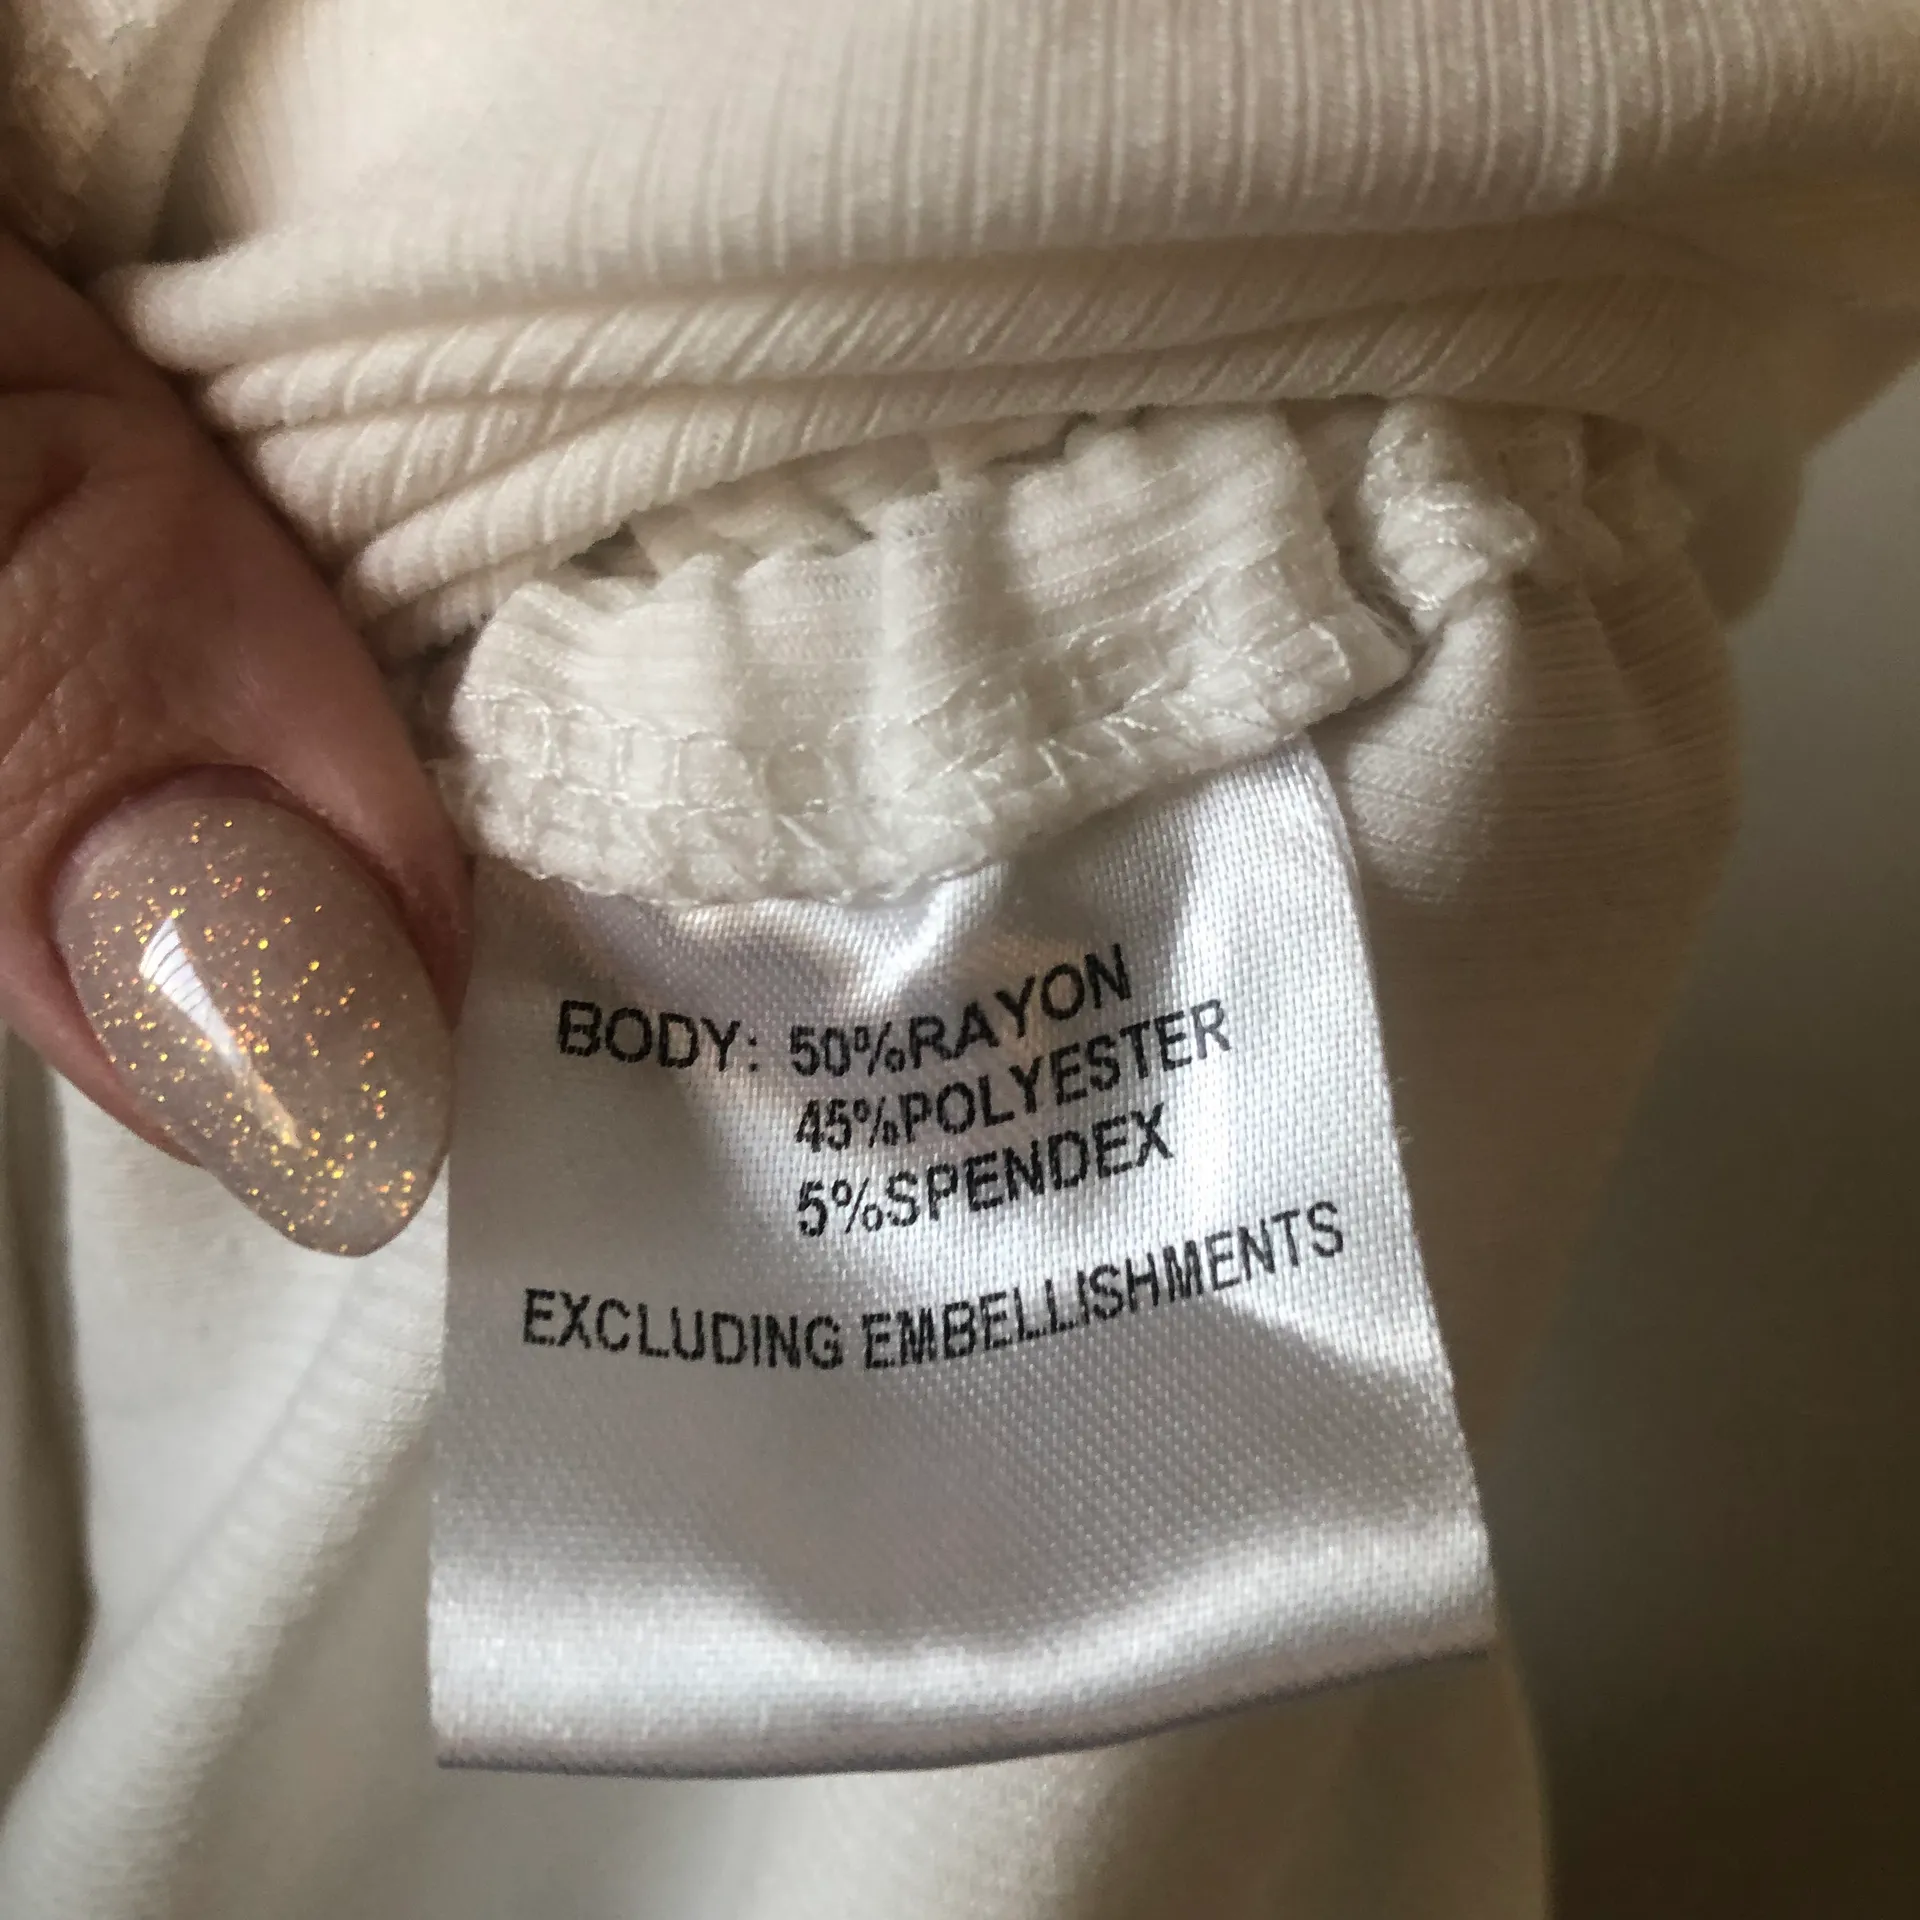 BODY: 50%RAYON
45%POLYESTER
5%SPENDEX
EXCLUDING EMBELLISHMENTS